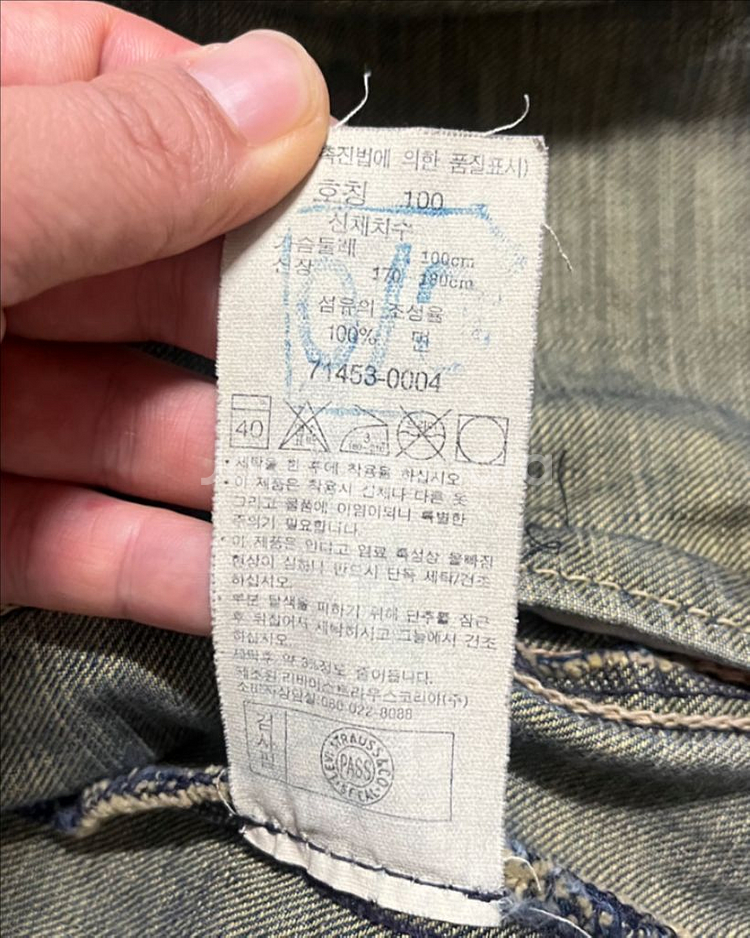 촉진법에 의한 품질표시)
호칭 100
신체치수
가슴둘레 100cm
신장 170 180cm
섬유의 조성율
100% 면
71453-0004
40
• 세탁을 한 후에 착용을 하십시오
• 이 제품은 착용시 신체나 다른 옷
그리고 물품에 이염이되니 특별한
주의가 필요합니다.
• 이 제품은 인디고 염료 특성상 물빠짐
현상이 심하니 반드시 단독 세탁/건조
하십시오.
• 부분 탈색을 피하기 위해 단추를 잠근
후 뒤집어서 세탁하시고 그늘에서 건조
하십시오.
세탁후 약 3%정도 줄어듭니다.
제조원 리바이스트라우스코리아(주)
소비자상담실:080-022-8088
검사필
LEVI STRAUSS & CO.
PASS
S.F. CAL.